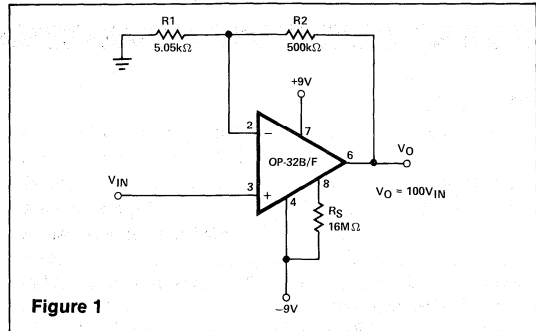 R1
5.05kΩ
R2
500kΩ
+9V
2
−
7
OP-32B/F
6
VO
VO = 100VIN
VIN
3
+
4
8
RS
16MΩ
−9V
Figure 1